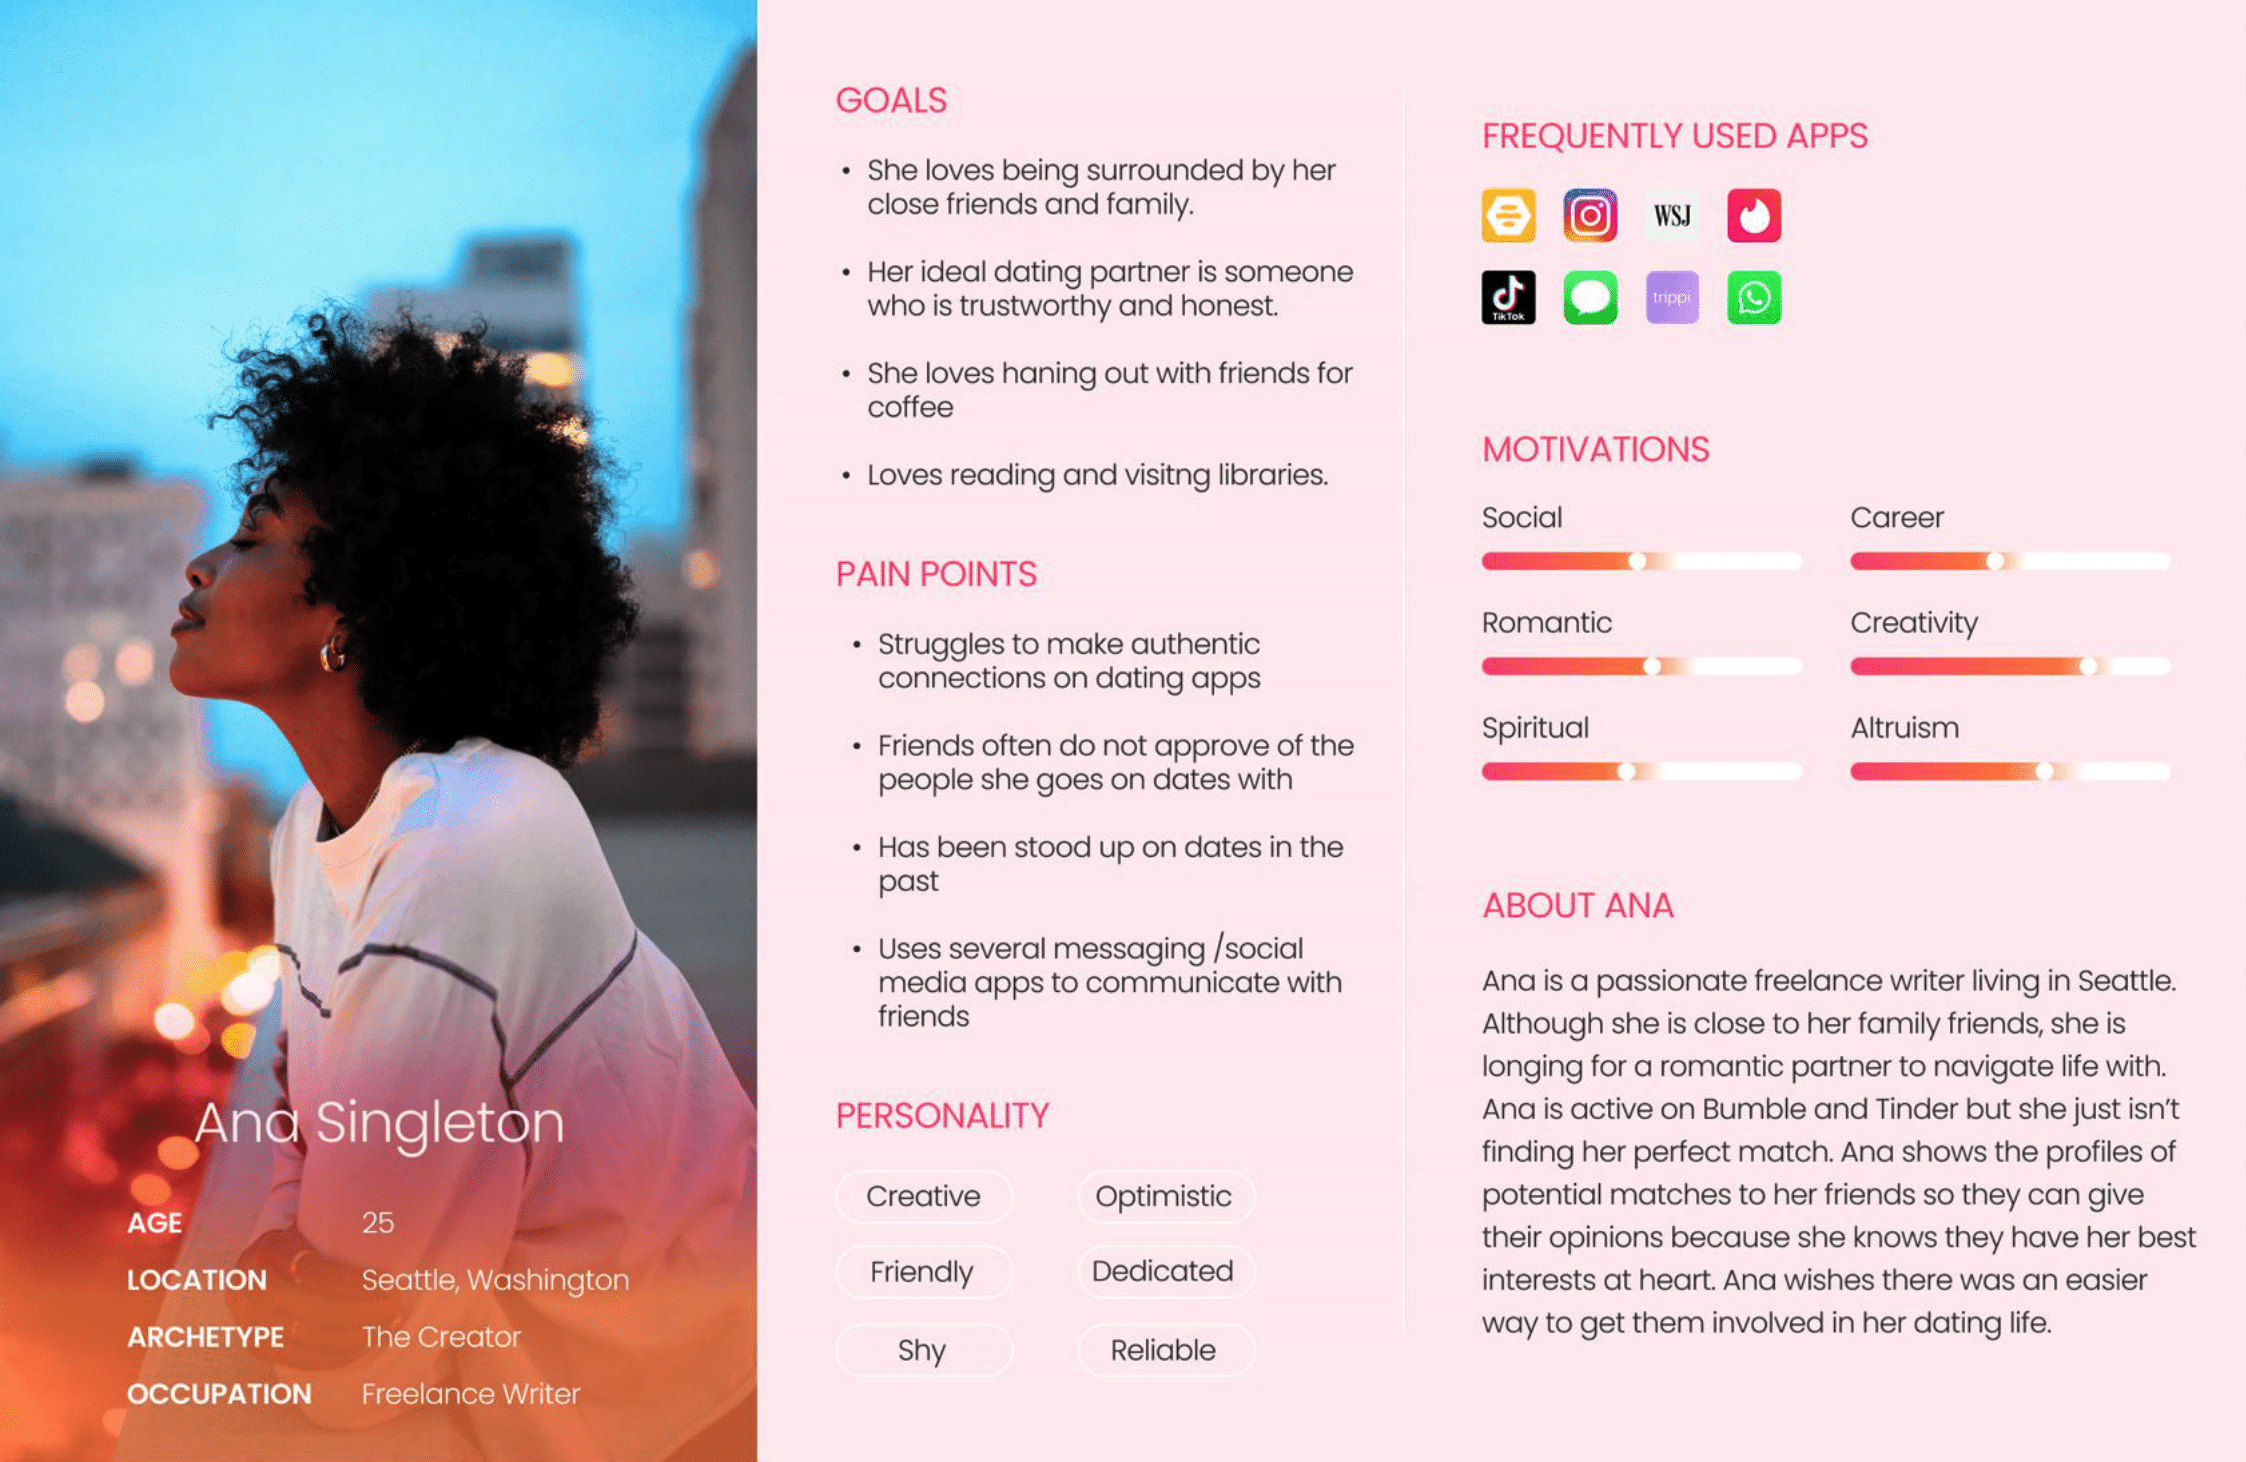 Ana Singleton
AGE 25
LOCATION Seattle, Washington
ARCHETYPE The Creator
OCCUPATION Freelance Writer
GOALS
• She loves being surrounded by her
close friends and family.
• Her ideal dating partner is someone
who is trustworthy and honest.
• She loves haning out with friends for
coffee
• Loves reading and visitng libraries.
PAIN POINTS
• Struggles to make authentic
connections on dating apps
• Friends often do not approve of the
people she goes on dates with
• Has been stood up on dates in the
past
• Uses several messaging /social
media apps to communicate with
friends
PERSONALITY
Creative Optimistic
Friendly Dedicated
Shy Reliable
FREQUENTLY USED APPS
WSJ
TikTok trippi
MOTIVATIONS
Social Career
Romantic Creativity
Spiritual Altruism
ABOUT ANA
Ana is a passionate freelance writer living in Seattle.
Although she is close to her family friends, she is
longing for a romantic partner to navigate life with.
Ana is active on Bumble and Tinder but she just isn't
finding her perfect match. Ana shows the profiles of
potential matches to her friends so they can give
their opinions because she knows they have her best
interests at heart. Ana wishes there was an easier
way to get them involved in her dating life.